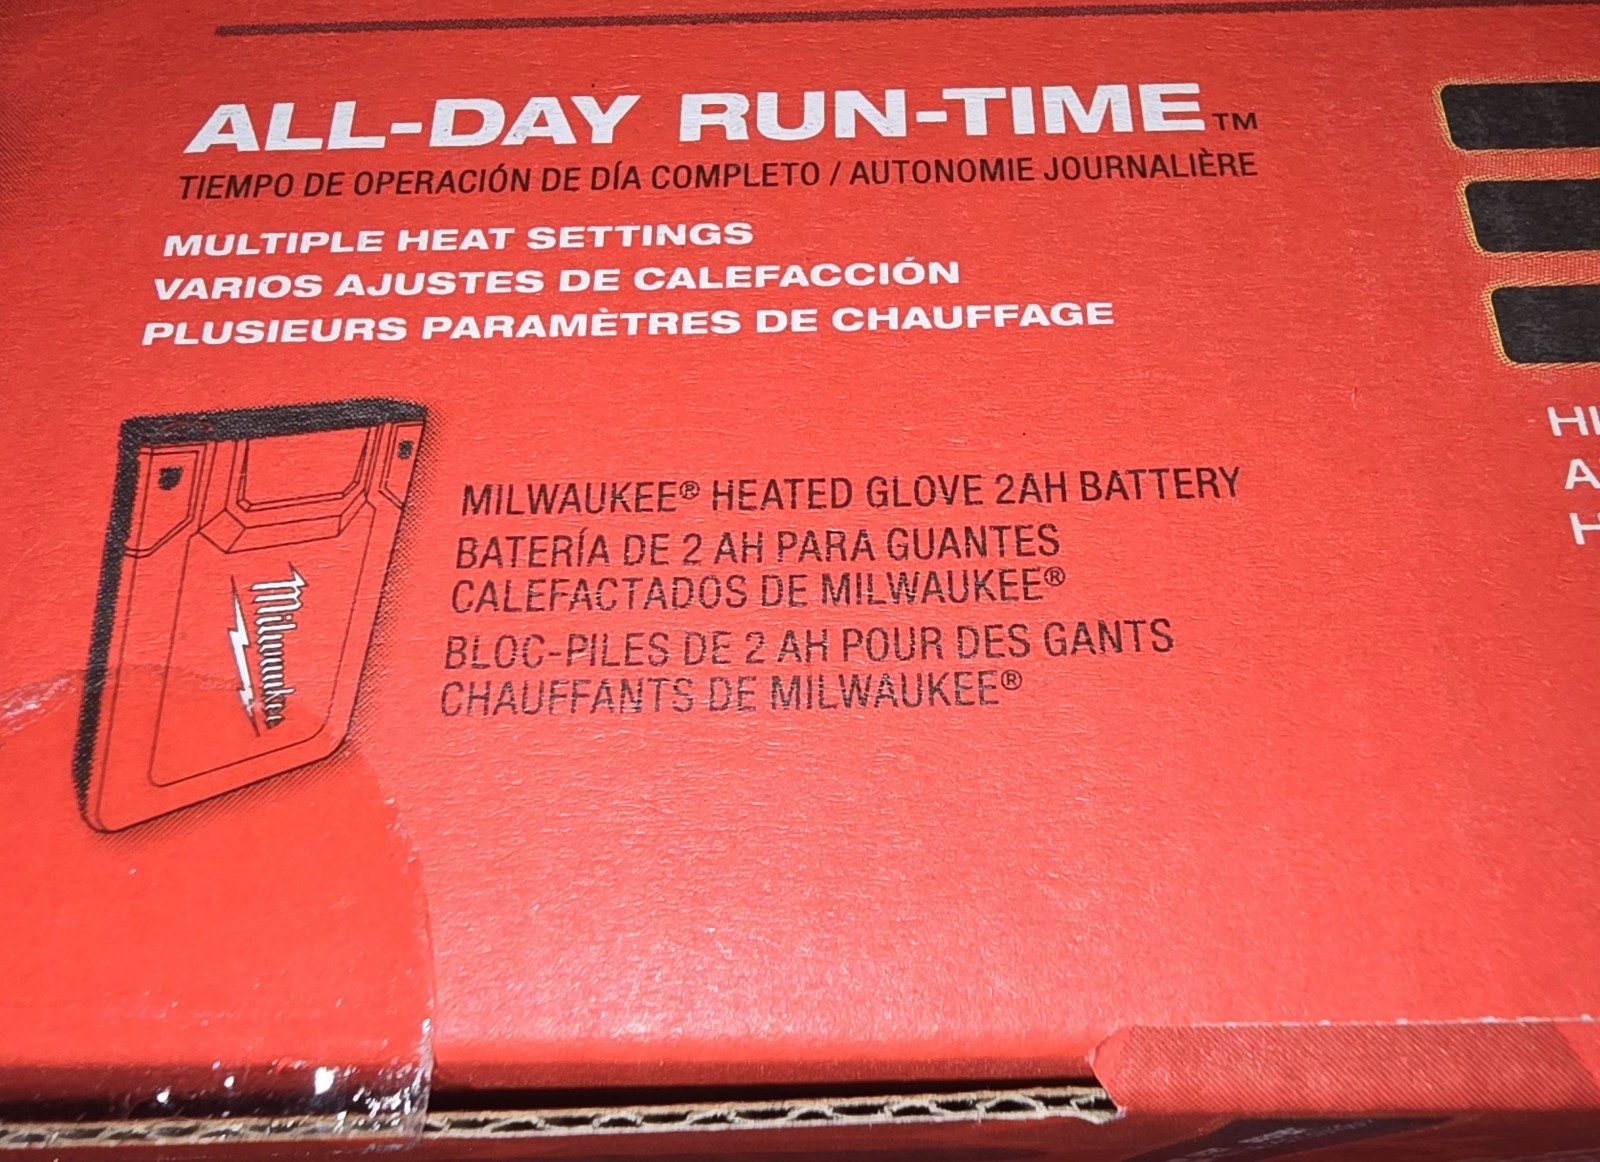 ALL-DAY RUN-TIME™
TIEMPO DE OPERACIÓN DE DÍA COMPLETO / AUTONOMIE JOURNALIÈRE
MULTIPLE HEAT SETTINGS
VARIOS AJUSTES DE CALEFACCIÓN
PLUSIEURS PARAMÈTRES DE CHAUFFAGE
Milwaukee
MILWAUKEE® HEATED GLOVE 2AH BATTERY
BATERÍA DE 2 AH PARA GUANTES
CALEFACTADOS DE MILWAUKEE®
BLOC-PILES DE 2 AH POUR DES GANTS
CHAUFFANTS DE MILWAUKEE®